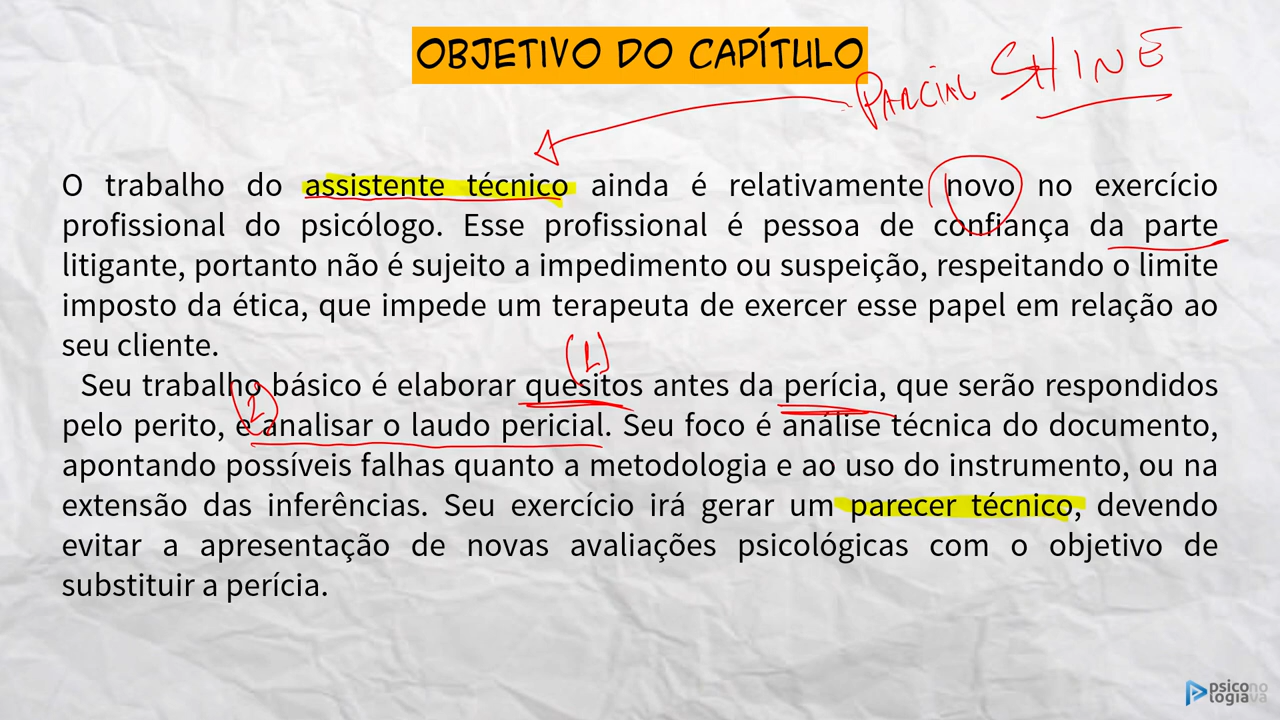 OBJETIVO DO CAPÍTULO
PARCIAL SHINE
O trabalho do assistente técnico ainda é relativamente novo no exercício
profissional do psicólogo. Esse profissional é pessoa de confiança da parte
litigante, portanto não é sujeito a impedimento ou suspeição, respeitando o limite
imposto da ética, que impede um terapeuta de exercer esse papel em relação ao
seu cliente.
(1)
Seu trabalho básico é elaborar quesitos antes da perícia, que serão respondidos
2
pelo perito, e analisar o laudo pericial. Seu foco é análise técnica do documento,
apontando possíveis falhas quanto a metodologia e ao uso do instrumento, ou na
extensão das inferências. Seu exercício irá gerar um parecer técnico, devendo
evitar a apresentação de novas avaliações psicológicas com o objetivo de
substituir a perícia.
psicono
logiava